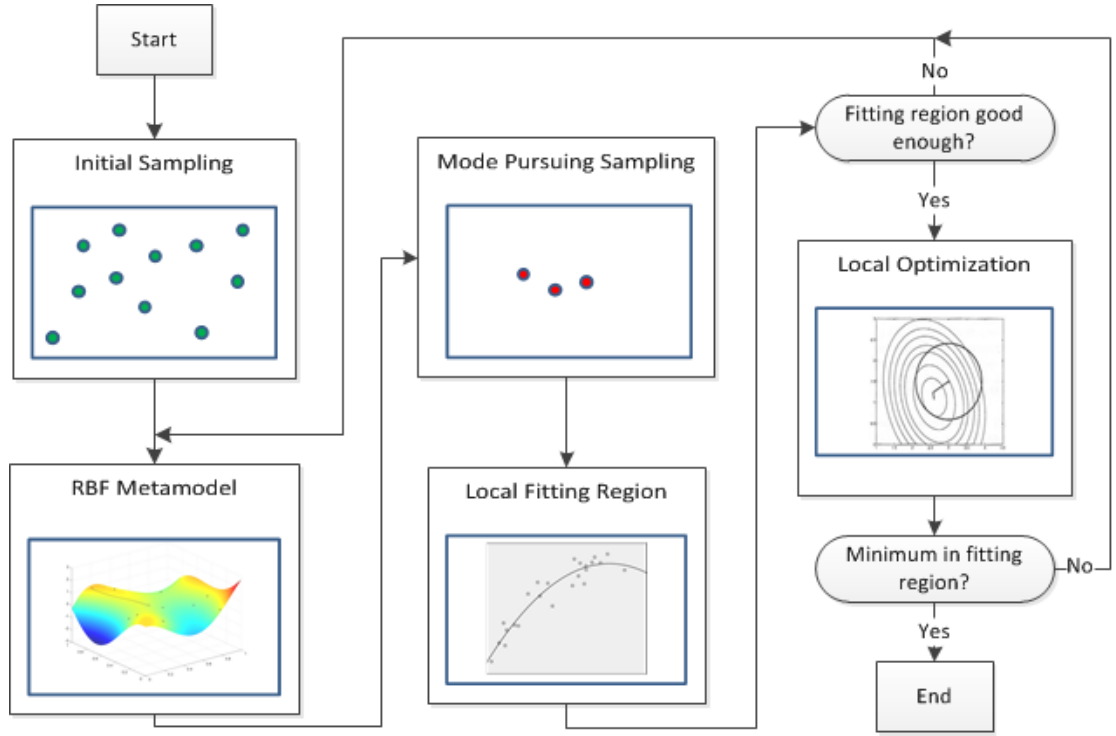 Start
Initial Sampling
RBF Metamodel
Mode Pursuing Sampling
Local Fitting Region
Fitting region good
enough?
No
Yes
Local Optimization
Minimum in fitting
region?
No
Yes
End